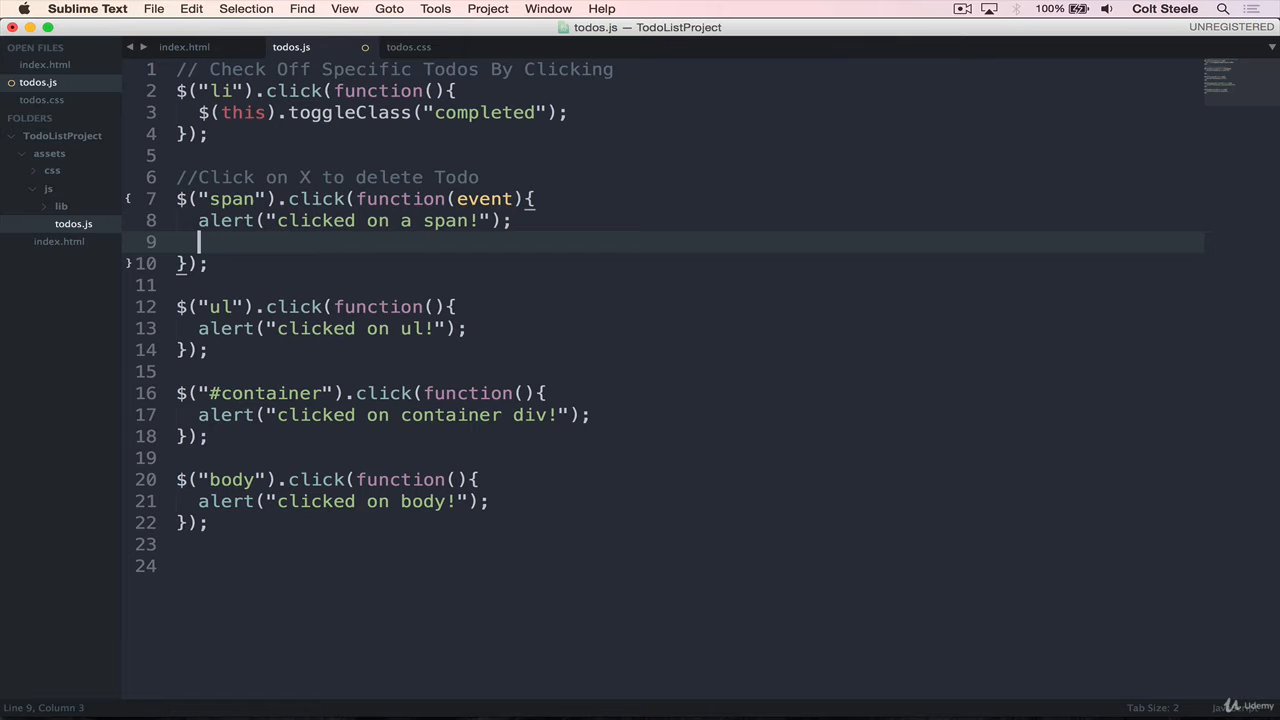 Sublime Text File Edit Selection Find View Goto Tools Project Window Help 100% Colt Steele
todos.js — TodoListProject UNREGISTERED
OPEN FILES
index.html
todos.js
todos.css
FOLDERS
TodoListProject
assets
css
js
lib
todos.js
index.html
index.html todos.js todos.css
1 // Check Off Specific Todos By Clicking
2 $("li").click(function(){
3 $(this).toggleClass("completed");
4 });
5
6 //Click on X to delete Todo
{ 7 $("span").click(function(event){
8 alert("clicked on a span!");
9
} 10 });
11
12 $("ul").click(function(){
13 alert("clicked on ul!");
14 });
15
16 $("#container").click(function(){
17 alert("clicked on container div!");
18 });
19
20 $("body").click(function(){
21 alert("clicked on body!");
22 });
23
24
Line 9, Column 3 Tab Size: 2
Udemy